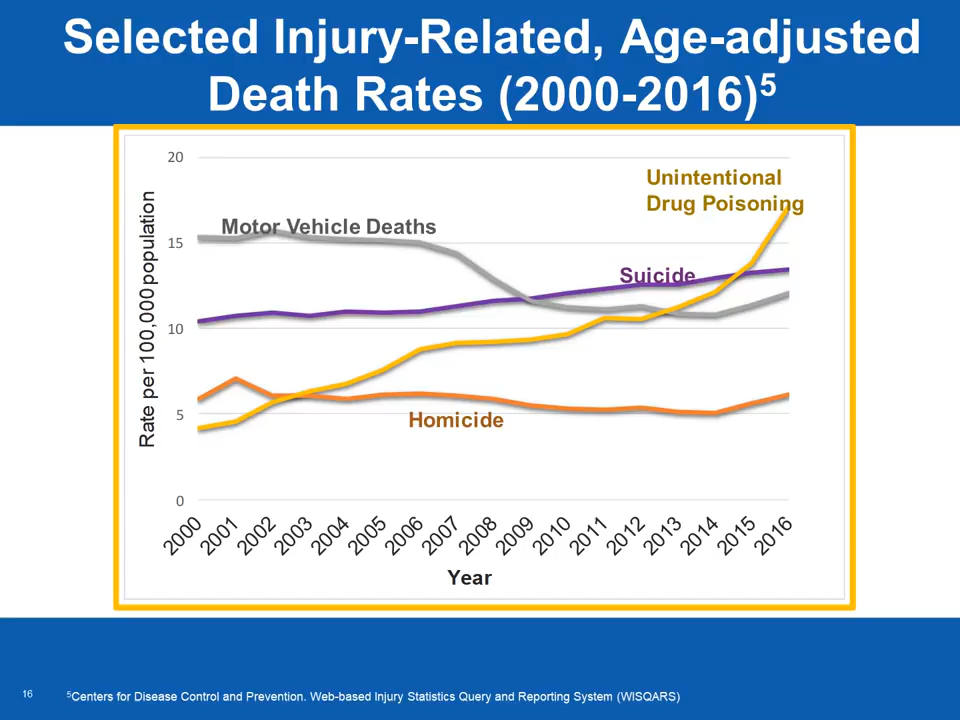 Selected Injury-Related, Age-adjusted
Death Rates (2000-2016)5
20
15
10
5
0
Rate per 100,000 population
Motor Vehicle Deaths
Unintentional
Drug Poisoning
Suicide
Homicide
2000 2001 2002 2003 2004 2005 2006 2007 2008 2009 2010 2011 2012 2013 2014 2015 2016
Year
16
5Centers for Disease Control and Prevention. Web-based Injury Statistics Query and Reporting System (WISQARS)